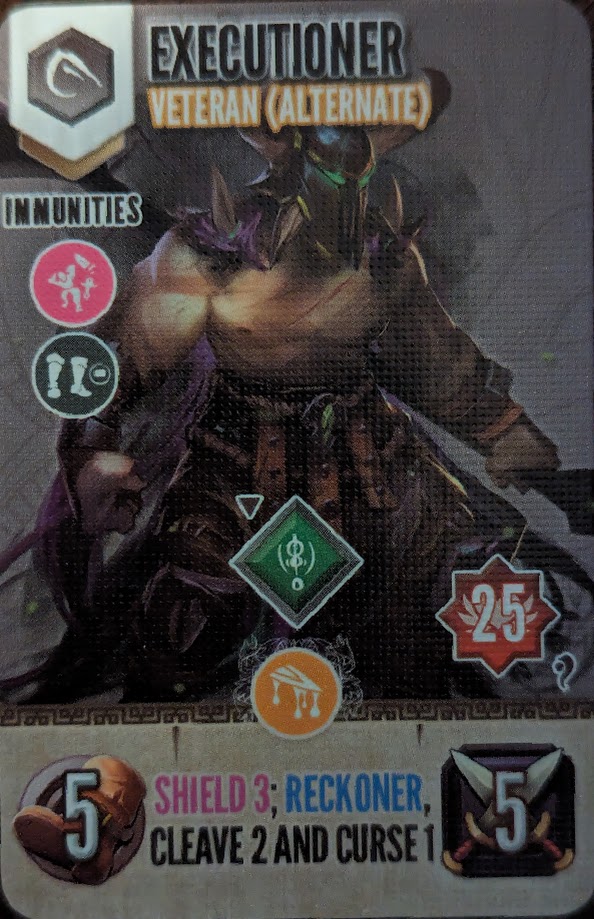 EXECUTIONER
VETERAN (ALTERNATE)
IMMUNITIES
25
5
SHIELD 3; RECKONER,
CLEAVE 2 AND CURSE 1
5